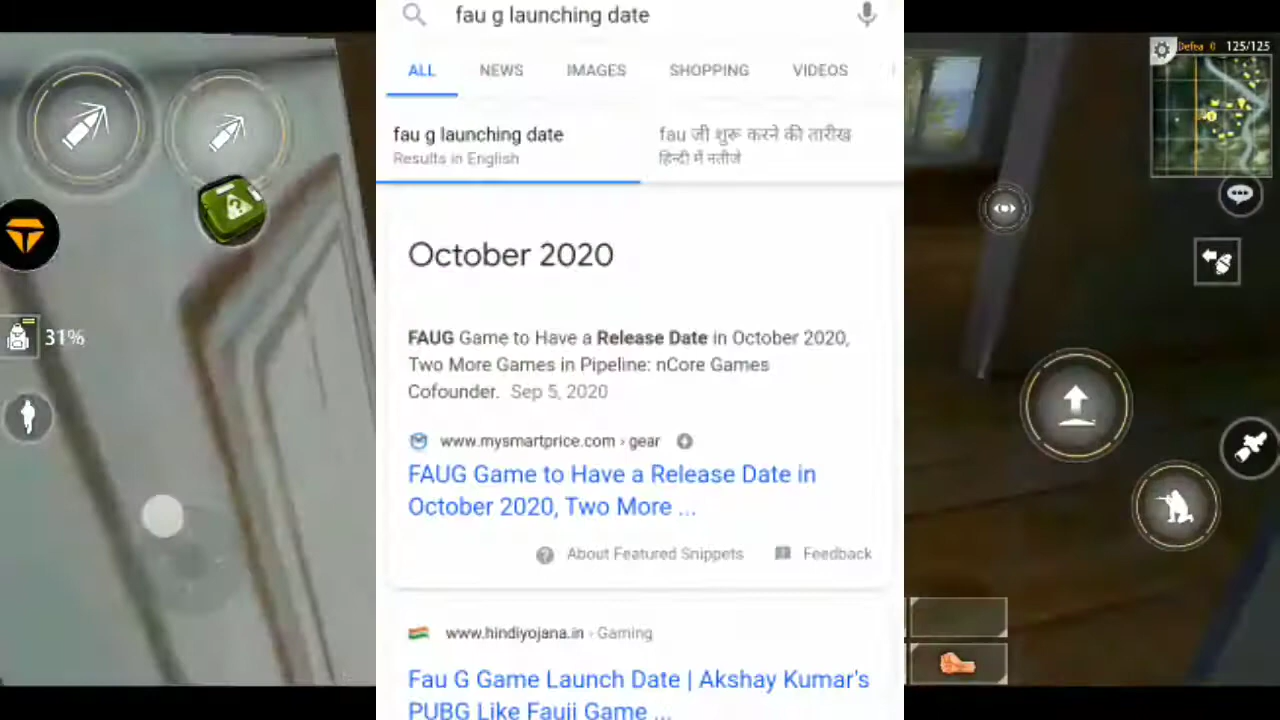 fau g launching date
ALL NEWS IMAGES SHOPPING VIDEOS
fau g launching date
Results in English
fau जी शुरू करने की तारीख
हिन्दी में नतीजे
October 2020
FAUG Game to Have a Release Date in October 2020,
Two More Games in Pipeline: nCore Games
Cofounder. Sep 5, 2020
www.mysmartprice.com › gear
FAUG Game to Have a Release Date in
October 2020, Two More ...
About Featured Snippets Feedback
www.hindiyojana.in › Gaming
Fau G Game Launch Date | Akshay Kumar's
PUBG Like Fauji Game ...
31%
Defea 0 125/125